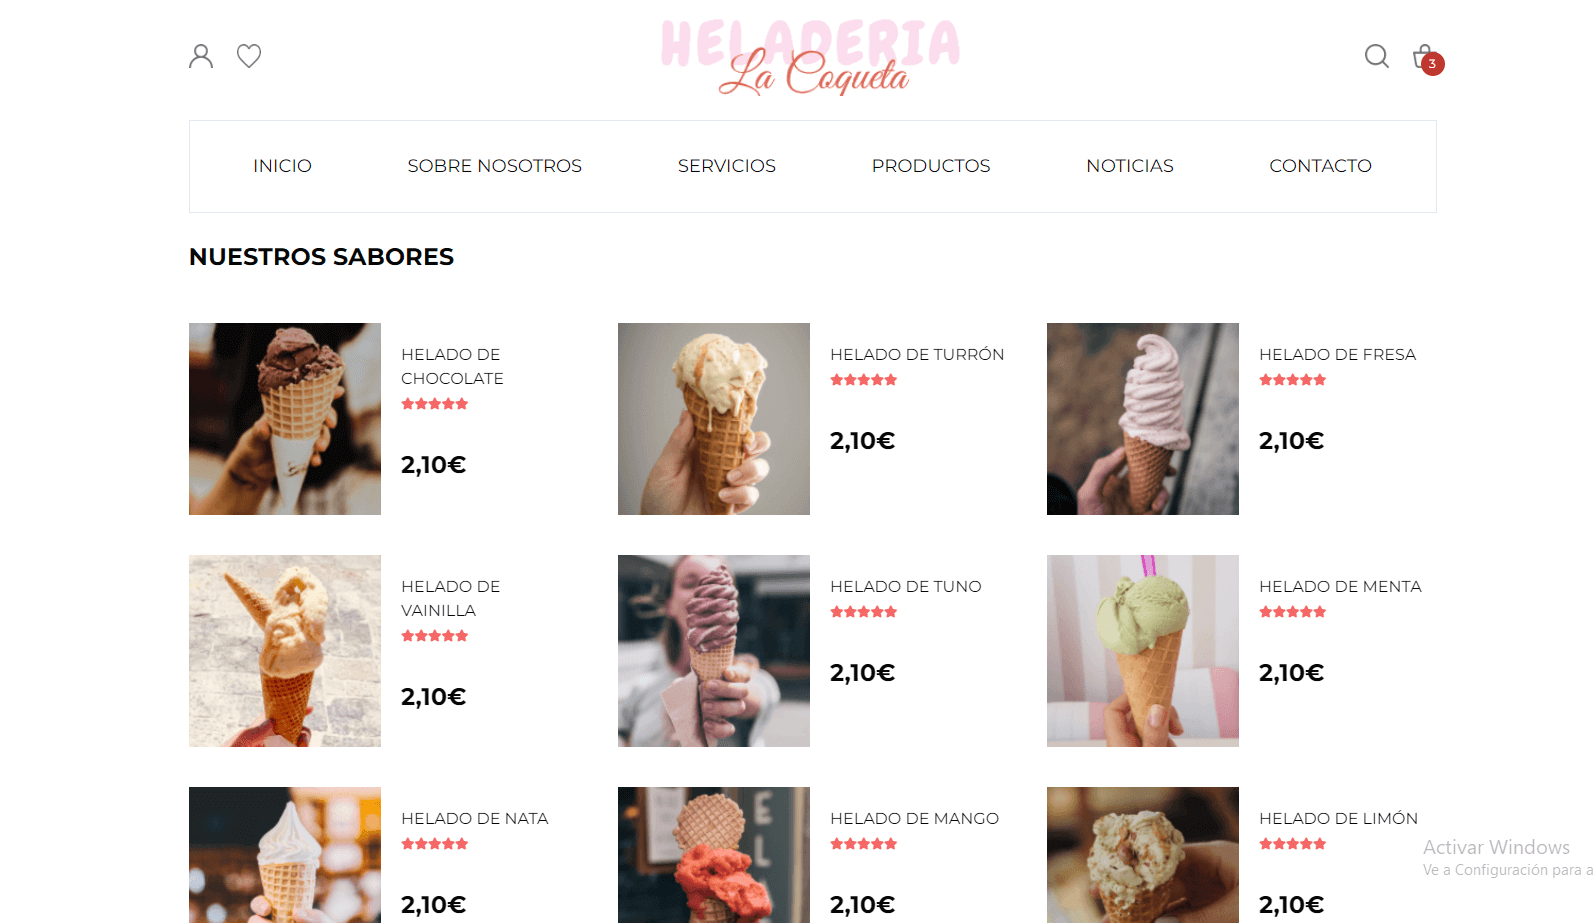 HELADERIA
La Coqueta
3
INICIO SOBRE NOSOTROS SERVICIOS PRODUCTOS NOTICIAS CONTACTO
NUESTROS SABORES
HELADO DE
CHOCOLATE
2,10€
HELADO DE TURRÓN
2,10€
HELADO DE FRESA
2,10€
HELADO DE
VAINILLA
2,10€
HELADO DE TUNO
2,10€
HELADO DE MENTA
2,10€
HELADO DE NATA
2,10€
HELADO DE MANGO
2,10€
HELADO DE LIMÓN
2,10€
Activar Windows
Ve a Configuración para a